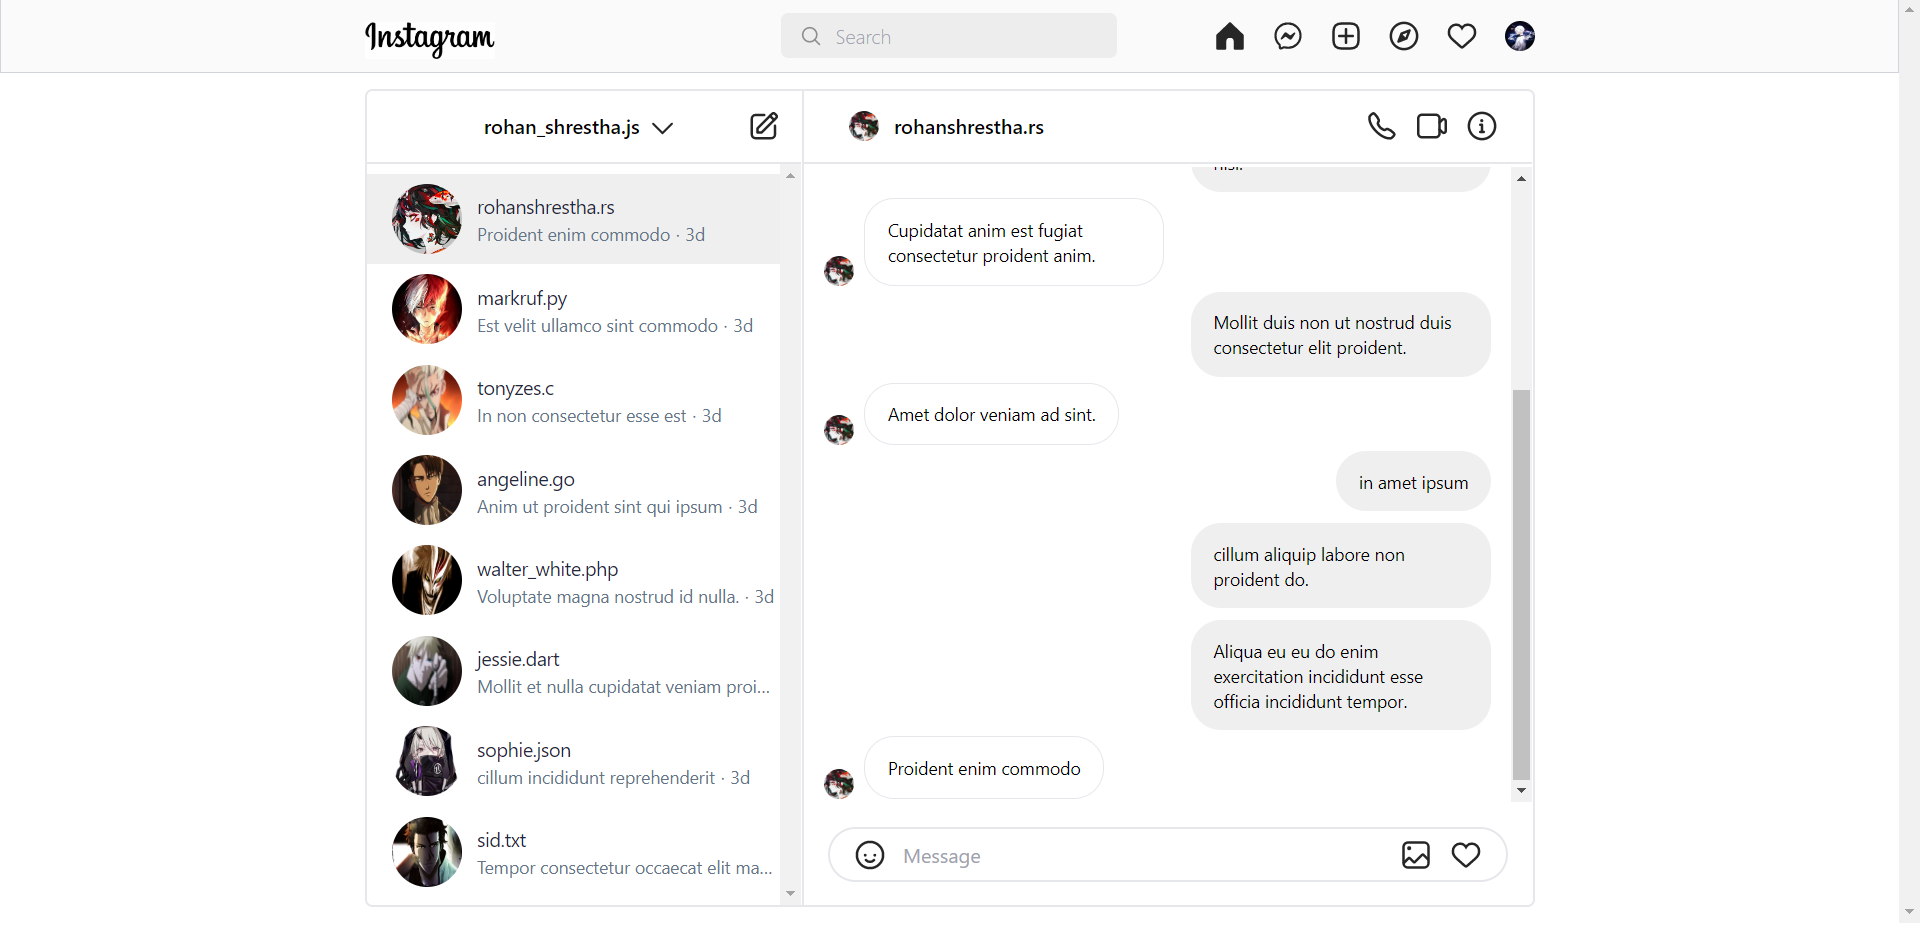 Instagram
Search
rohan_shrestha.js
rohanshrestha.rs
Proident enim commodo · 3d
markruf.py
Est velit ullamco sint commodo · 3d
tonyzes.c
In non consectetur esse est · 3d
angeline.go
Anim ut proident sint qui ipsum · 3d
walter_white.php
Voluptate magna nostrud id nulla. · 3d
jessie.dart
Mollit et nulla cupidatat veniam proi...
sophie.json
cillum incididunt reprehenderit · 3d
sid.txt
Tempor consectetur occaecat elit ma...
rohanshrestha.rs
nisi.
Cupidatat anim est fugiat
consectetur proident anim.
Mollit duis non ut nostrud duis
consectetur elit proident.
Amet dolor veniam ad sint.
in amet ipsum
cillum aliquip labore non
proident do.
Aliqua eu eu do enim
exercitation incididunt esse
officia incididunt tempor.
Proident enim commodo
Message